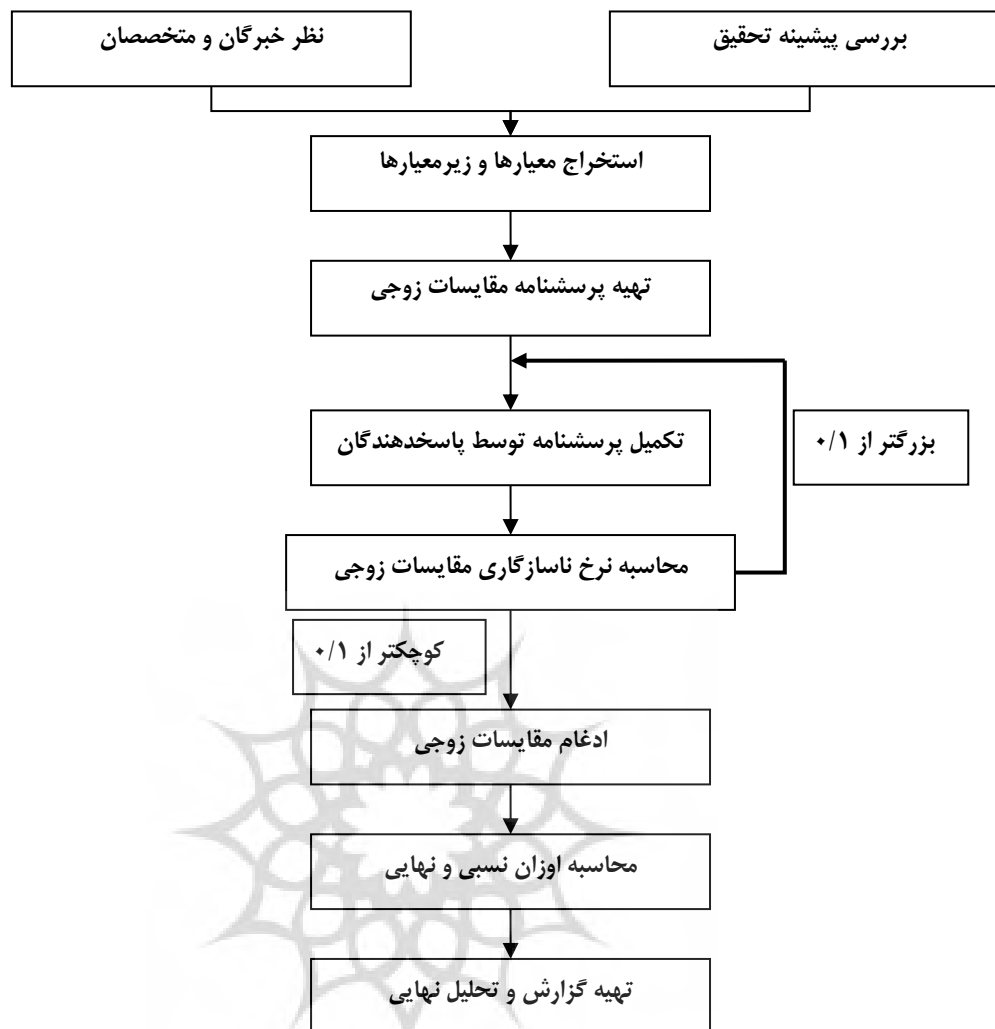 بررسی پیشینه تحقیق
نظر خبرگان و متخصصان
استخراج معیارها و زیرمعیارها
تهیه پرسشنامه مقایسات زوجی
تکمیل پرسشنامه توسط پاسخدهندگان
بزرگتر از ۰/۱
محاسبه نرخ ناسازگاری مقایسات زوجی
کوچکتر از ۰/۱
ادغام مقایسات زوجی
محاسبه اوزان نسبی و نهایی
تهیه گزارش و تحلیل نهایی